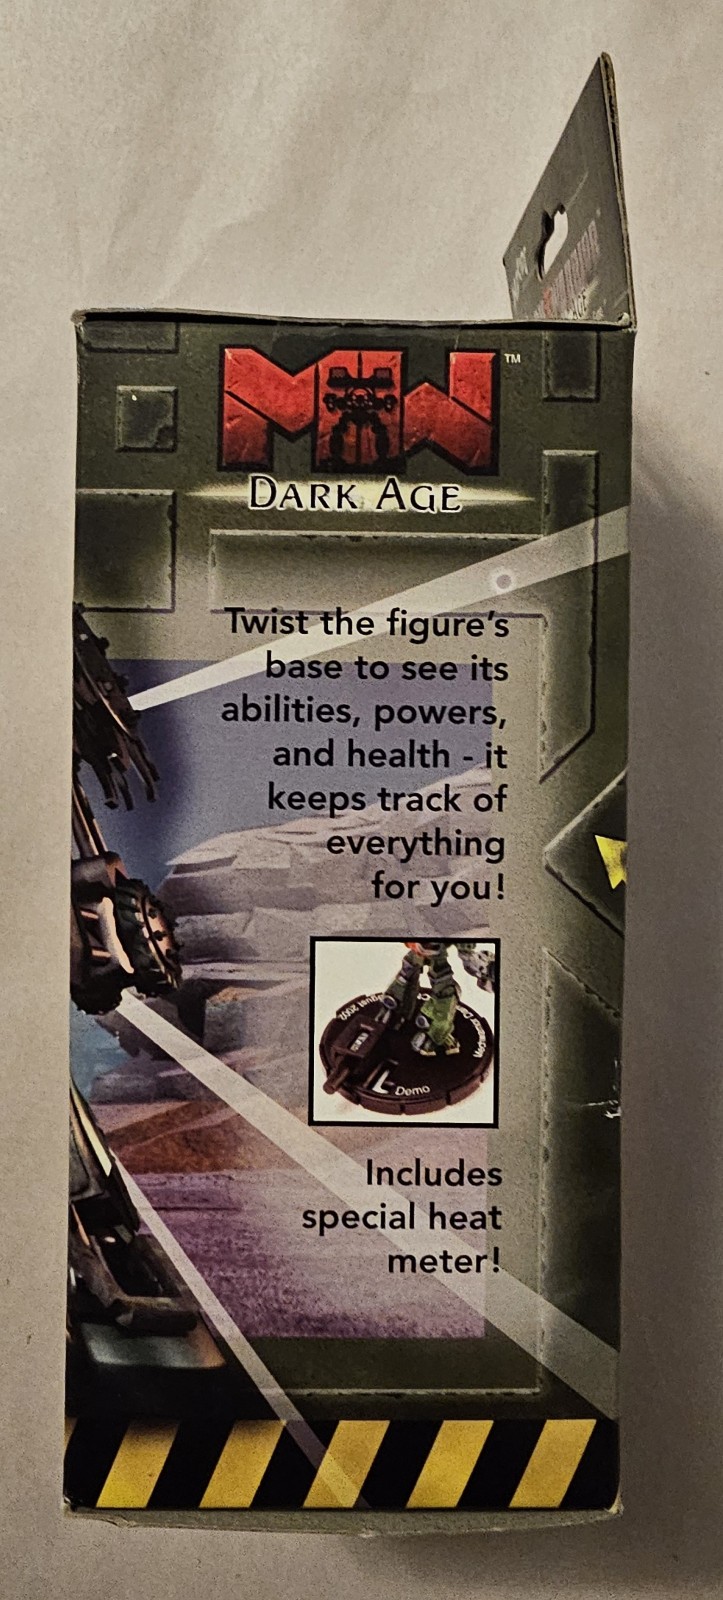 MW™
DARK AGE
Twist the figure's
base to see its
abilities, powers,
and health - it
keeps track of
everything
for you!
Demo
Includes
special heat
meter!